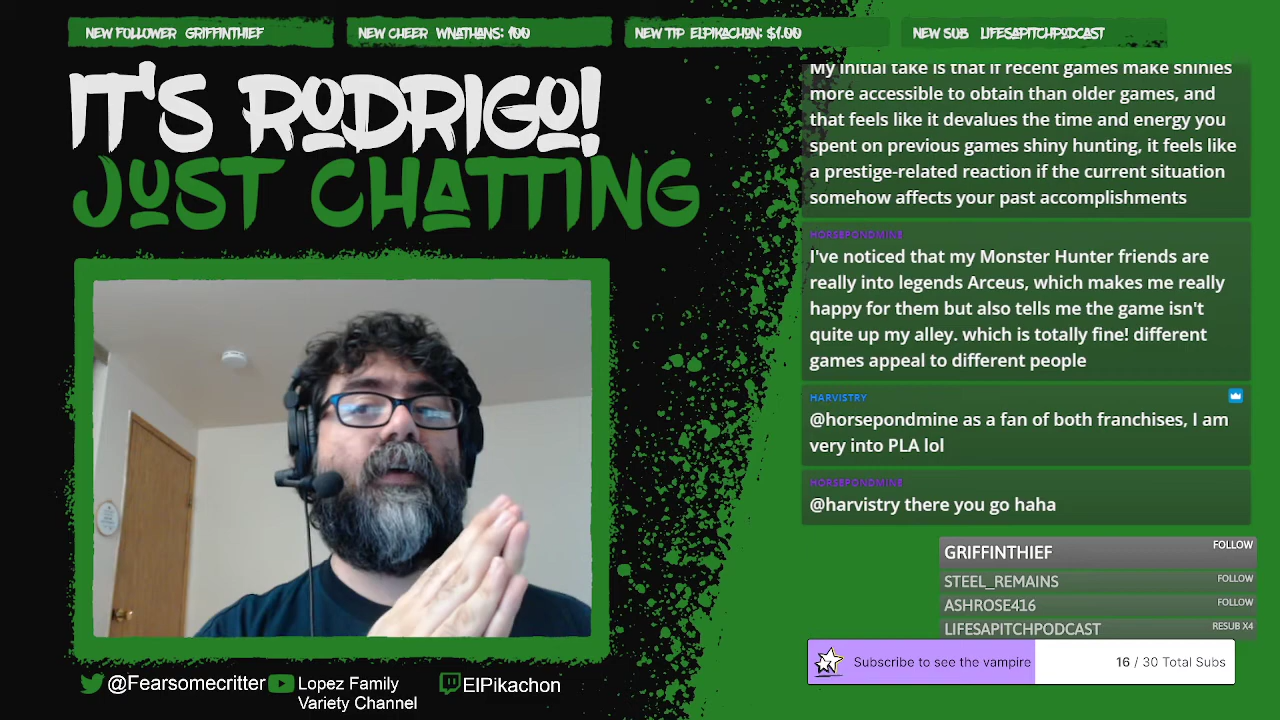 NEW FOLLOWER GRIFFINTHIEF
NEW CHEER WNATHANS: 100
NEW TIP ELPIKACHON: $1.00
NEW SUB LIFESAPITCHPODCAST
IT'S RODRIGO!
JUST CHATTING
My initial take is that if recent games make shinies
more accessible to obtain than older games, and
that feels like it devalues the time and energy you
spent on previous games shiny hunting, it feels like
a prestige-related reaction if the current situation
somehow affects your past accomplishments
HORSEPONDMINE
I've noticed that my Monster Hunter friends are
really into legends Arceus, which makes me really
happy for them but also tells me the game isn't
quite up my alley. which is totally fine! different
games appeal to different people
HARVISTRY
@horsepondmine as a fan of both franchises, I am
very into PLA lol
HORSEPONDMINE
@harvistry there you go haha
GRIFFINTHIEF FOLLOW
STEEL_REMAINS FOLLOW
ASHROSE416 FOLLOW
LIFESAPITCHPODCAST RESUB X4
Subscribe to see the vampire 16 / 30 Total Subs
@Fearsomecritter
Lopez Family
Variety Channel
ElPikachon